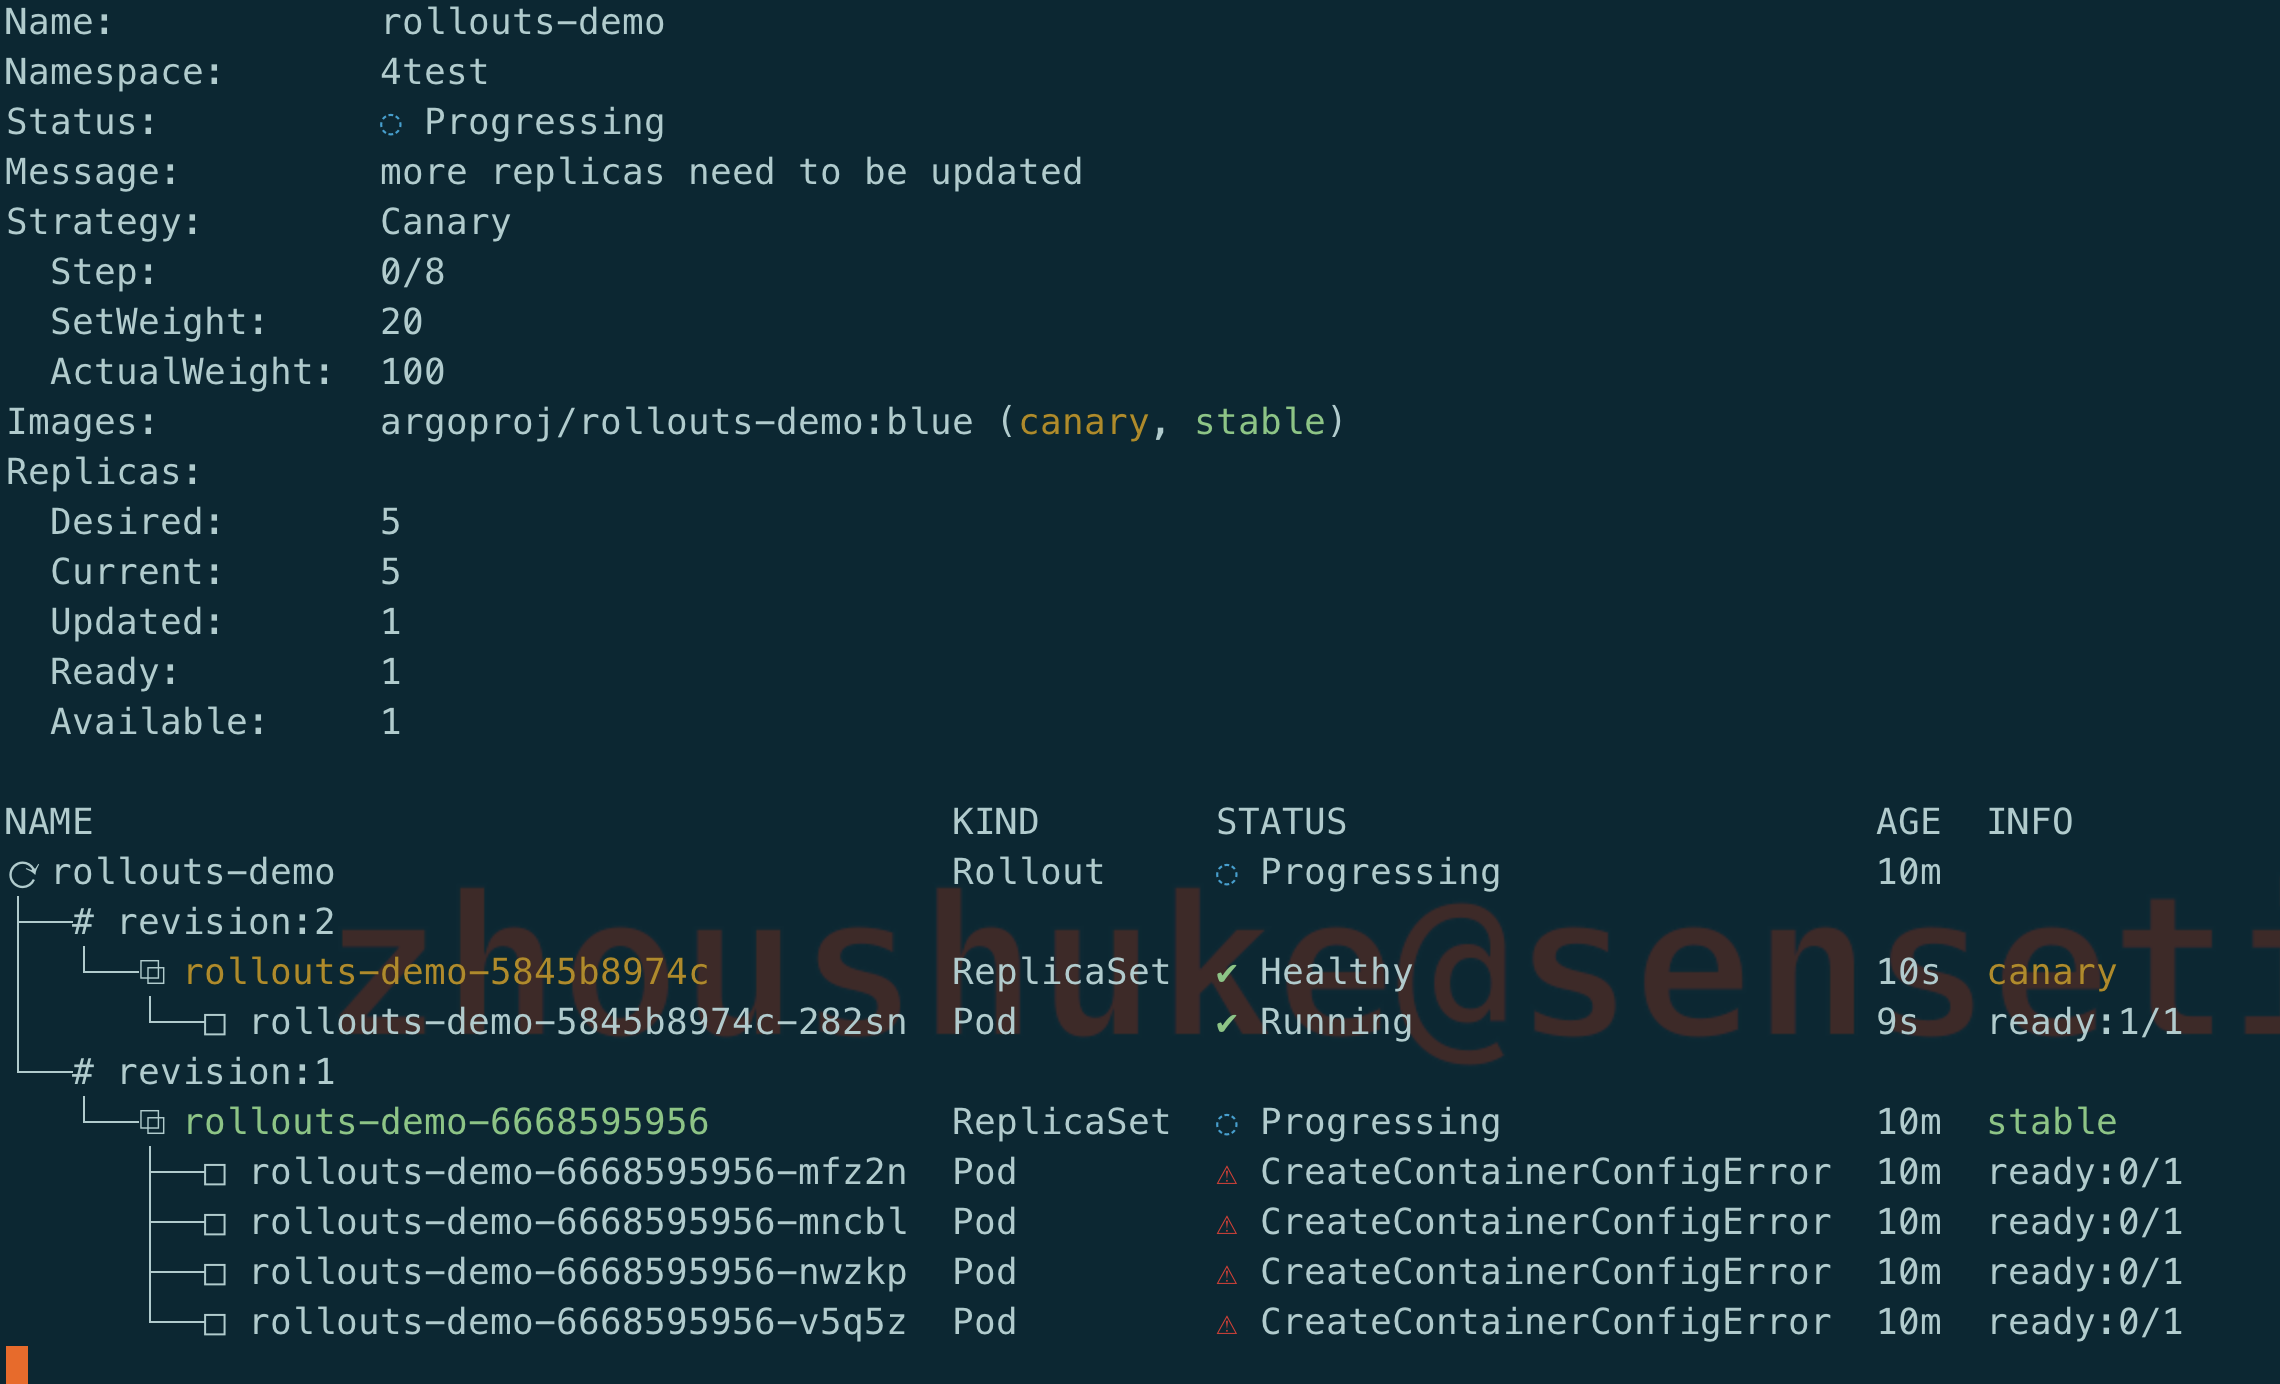 Name: rollouts-demo
Namespace: 4test
Status: ◌ Progressing
Message: more replicas need to be updated
Strategy: Canary
  Step: 0/8
  SetWeight: 20
  ActualWeight: 100
Images: argoproj/rollouts-demo:blue (canary, stable)
Replicas:
  Desired: 5
  Current: 5
  Updated: 1
  Ready: 1
  Available: 1

NAME KIND STATUS AGE INFO
⟳ rollouts-demo Rollout ◌ Progressing 10m
├──# revision:2
│  └──⧉ rollouts-demo-5845b8974c ReplicaSet ✔ Healthy 10s canary
│     └──□ rollouts-demo-5845b8974c-282sn Pod ✔ Running 9s ready:1/1
└──# revision:1
   └──⧉ rollouts-demo-6668595956 ReplicaSet ◌ Progressing 10m stable
      ├──□ rollouts-demo-6668595956-mfz2n Pod ⚠ CreateContainerConfigError 10m ready:0/1
      ├──□ rollouts-demo-6668595956-mncbl Pod ⚠ CreateContainerConfigError 10m ready:0/1
      ├──□ rollouts-demo-6668595956-nwzkp Pod ⚠ CreateContainerConfigError 10m ready:0/1
      └──□ rollouts-demo-6668595956-v5q5z Pod ⚠ CreateContainerConfigError 10m ready:0/1
zhoushuke@senseti